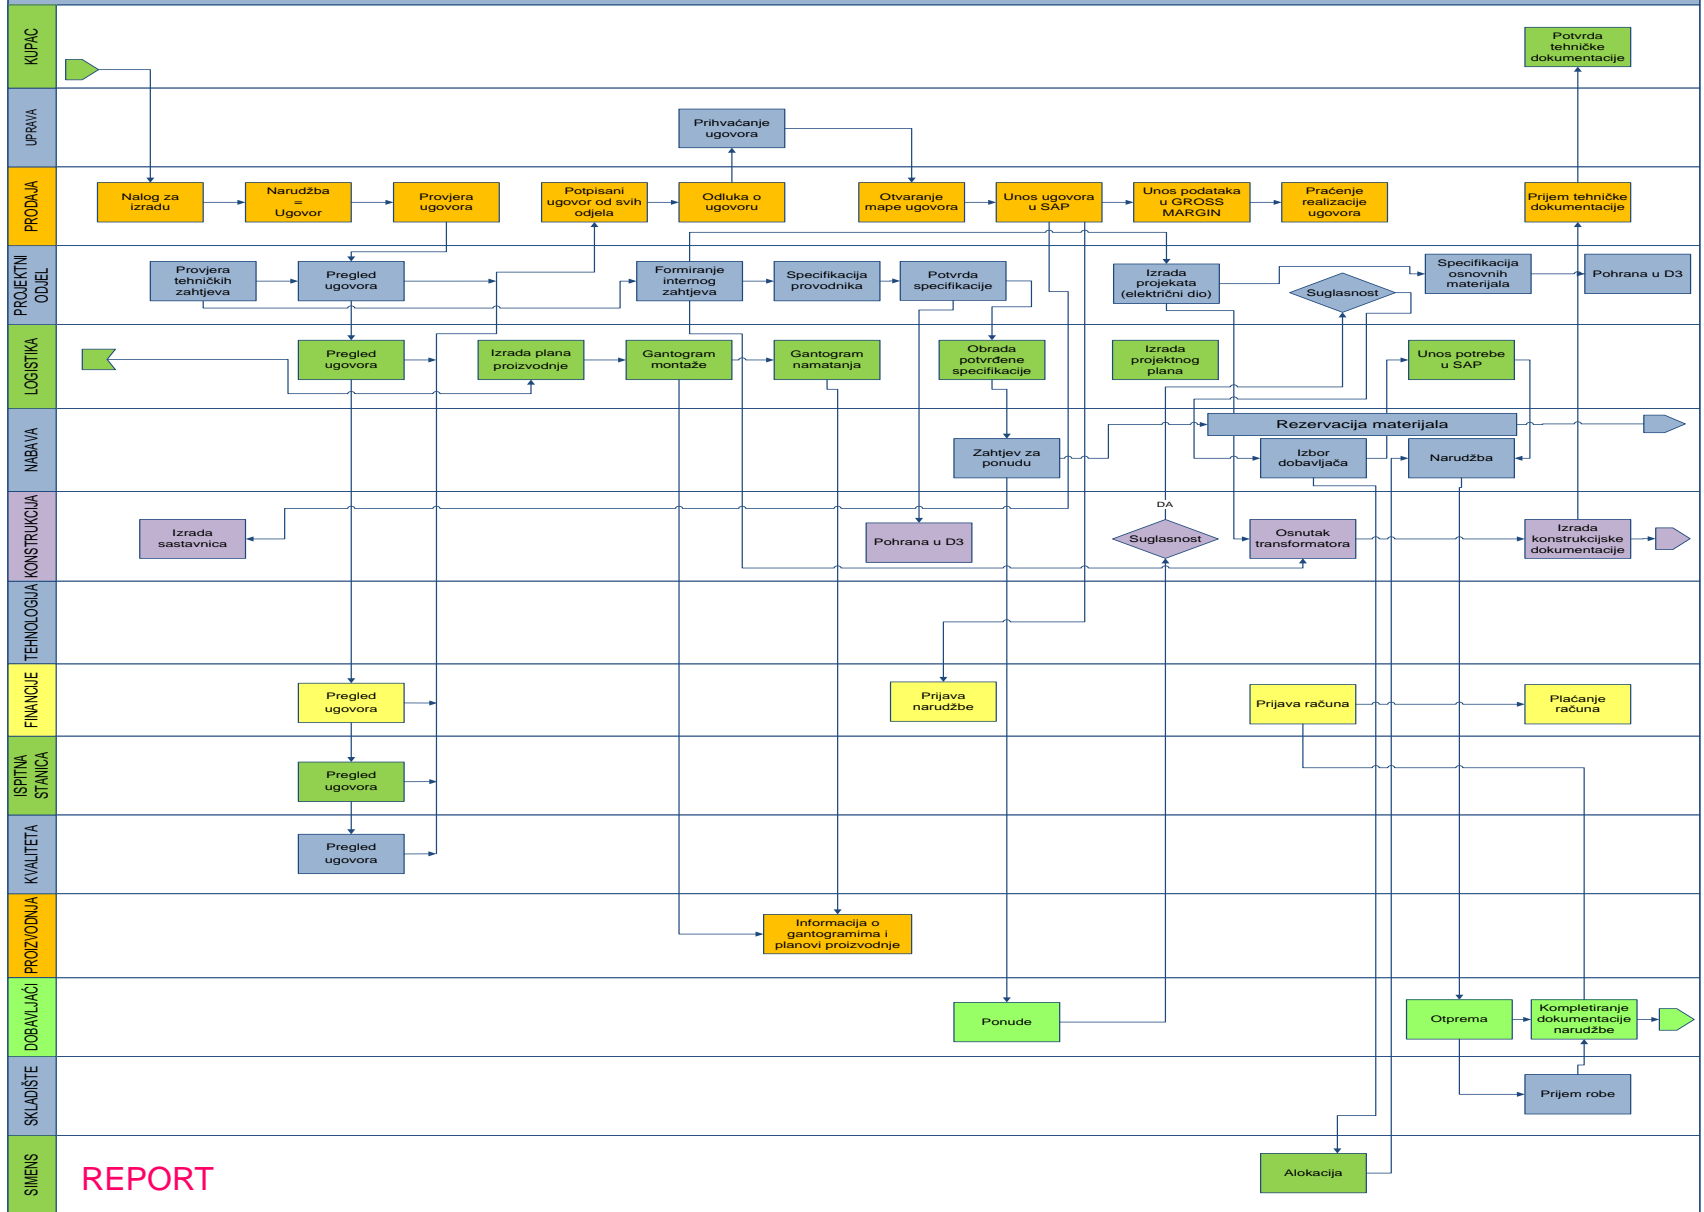 KUPAC
Potvrda
tehničke
dokumentacije
UPRAVA
Prihvaćanje
ugovora
PRODAJA
Nalog za
izradu
Narudžba
=
Ugovor
Provjera
ugovora
Potpisani
ugovor od svih
odjela
Odluka o
ugovoru
Otvaranje
mape ugovora
Unos ugovora
u SAP
Unos podataka
u GROSS
MARGIN
Praćenje
realizacije
ugovora
Prijem tehničke
dokumentacije
PROJEKTNI
ODJEL
Provjera
tehničkih
zahtjeva
Pregled
ugovora
Formiranje
internog
zahtjeva
Specifikacija
provodnika
Potvrda
specifikacije
Izrada
projekata
(električni dio)
Suglasnost
Specifikacija
osnovnih
materijala
Pohrana u D3
LOGISTIKA
Pregled
ugovora
Izrada plana
proizvodnje
Gantogram
montaže
Gantogram
namatanja
Obrada
potvrđene
specifikacije
Izrada
projektnog
plana
Unos potrebe
u SAP
NABAVA
Rezervacija materijala
Zahtjev za
ponudu
Izbor
dobavljača
Narudžba
KONSTRUKCIJA
Izrada
sastavnica
Pohrana u D3
DA
Suglasnost
Osnutak
transformatora
Izrada
konstrukcijske
dokumentacije
TEHNOLOGIJA
FINANCIJE
Pregled
ugovora
Prijava
narudžbe
Prijava računa
Plaćanje
računa
ISPITNA
STANICA
Pregled
ugovora
KVALITETA
Pregled
ugovora
PROIZVODNJA
Informacija o
gantogramima i
planovi proizvodnje
DOBAVLJAĆI
Ponude
Otprema
Kompletiranje
dokumentacije
narudžbe
SKLADIŠTE
Prijem robe
SIMENS
REPORT
Alokacija